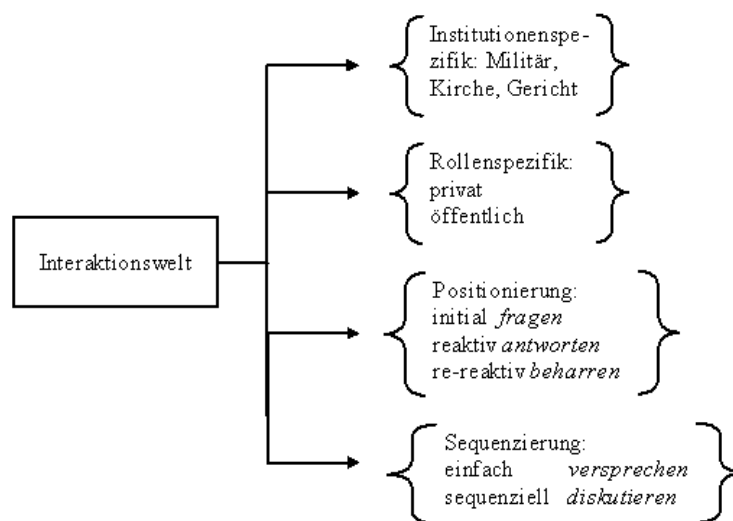 Institutionenspe-
zifik: Militär,
Kirche, Gericht
Rollenspezifik:
privat
öffentlich
Interaktionswelt
Positionierung:
initial fragen
reaktiv antworten
re-reaktiv beharren
Sequenzierung:
einfach versprechen
sequenziell diskutieren